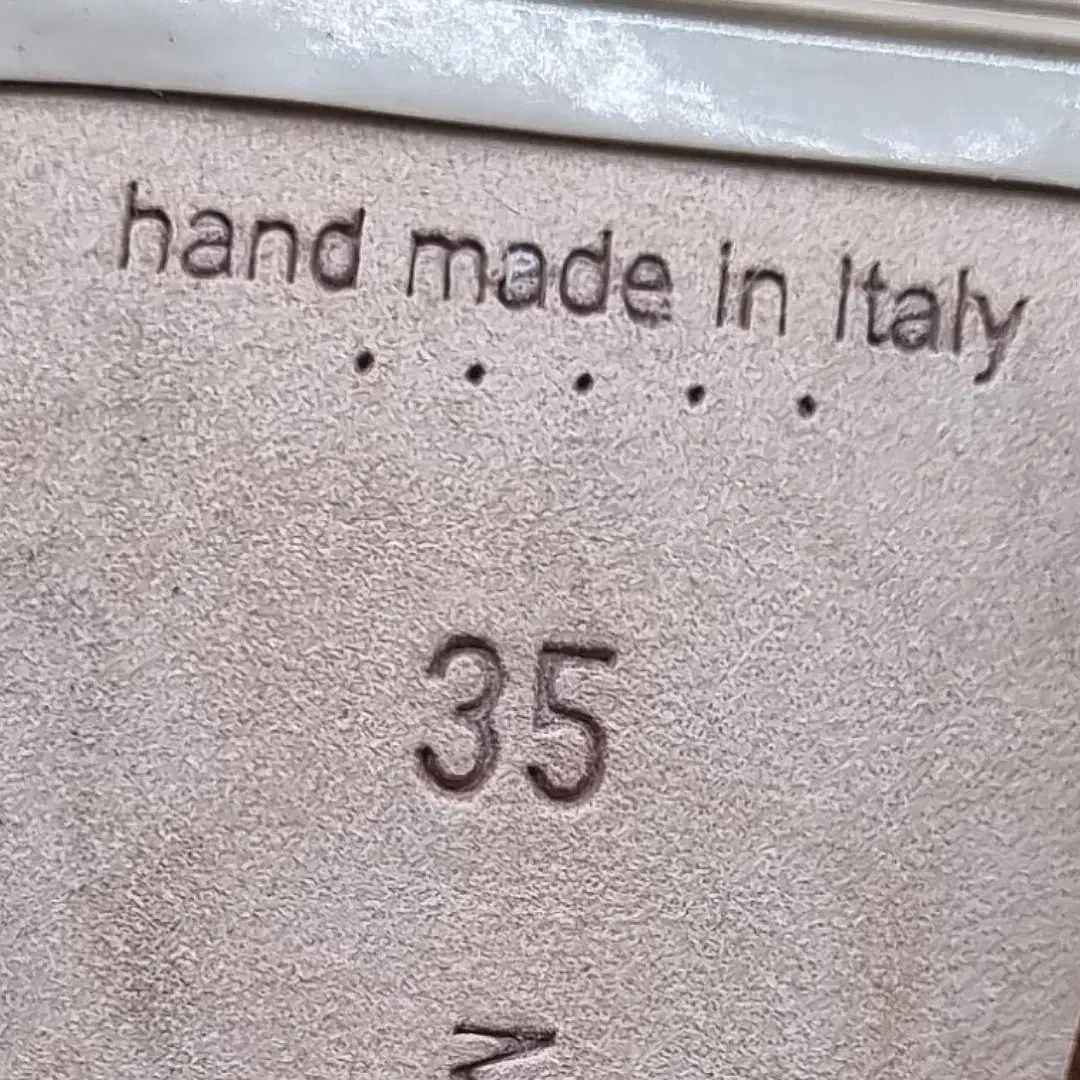 hand made in Italy
• • • • •
35